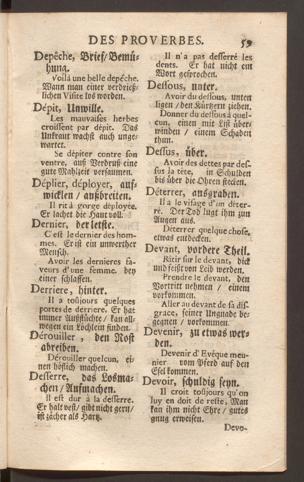 DES PROVERBES. 59
Depêche, Brief/Bemü/
hung.
Voilà une belle depêche.
Wann man einer verdrieß/
lichen Visite los worden.
Dépit, Unwille.
Les mauvaises herbes
croissent par dépit. Das
Unkraut wachst auch unge/
wartet.
Se dépiter contre son
ventre, aus Verdruß eine
gute Mahlzeit versaumen.
Déplier, déployer, auf/
wicklen / ausbreiten.
Il rit à gorge déployée,
Er lachet die Haut voll.
Dernier, der letste.
C'est le dernier des hom-
mes. Er ist ein unwerther
Mensch.
Avoir les dernieres fa-
veurs d'une femme. bey
einer schlaffen.
Derriere, hinter.
Il a toûjours quelques
portes de derriere. Er hat
immer Außflüchte / kan all/
wegen ein Lochlein finden.
Dérouiller, den Rost
abreiben.
Dérouiller quelcun, ei/
nen höflich machen.
Desserre, das Losma/
chen / Aufmachen.
Il est dur à la desserre.
Er halt vest / gibt nicht gern /
ist zächer als Hartz.
Il n'a pas desserré les
dents. Er hat nicht ein
Wort gesprochen.
Dessous, unter.
Avoir du dessous, unten
ligen / den Kürtzern ziehen.
Donner du dessous à quel-
cun, einen mit List über/
winden / einem Schaden
thun.
Dessus, über.
Avoir des dettes par des-
sus la tête, in Schulden
bis über die Ohren stecken.
Déterrer, ausgraben.
Il a le visage d'un déter-
ré. Der Tod lugt ihm zun
Augen aus.
Déterrer quelque chose,
etwas entdecken.
Devant, vordere Theil.
Rôtir sur le devant, dick
und feist von Leib werden.
Prendre le devant, den
Vortritt nehmen / einem
vorkommen.
Aller au devant de sa dis-
grace, seiner Ungnade be/
gegnen / vorkommen.
Devenir, zu etwas wer/
den.
Devenir d'Evêque meu-
nier vom Pferd auf den
Esel kommen.
Devoir, schuldig seyn.
Il croit toûjours qu'on
luy en doit de reste, Man
kan ihm nicht Ehre / gutes
gnug erweisen.
Devo-